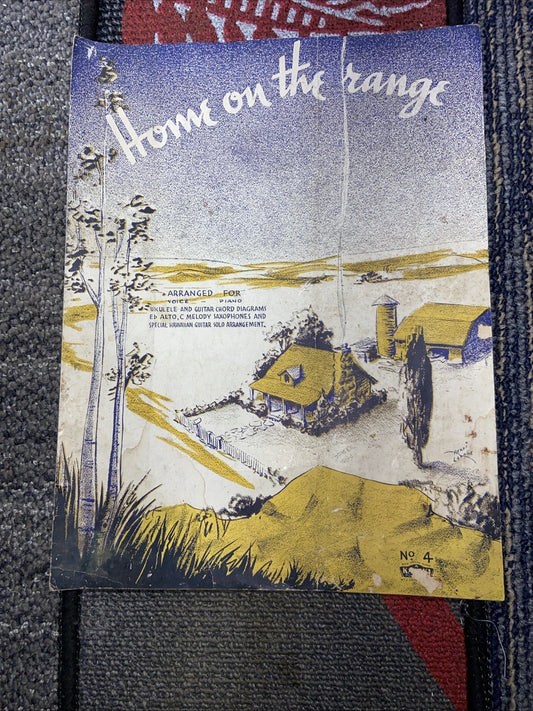 Home on the range
ARRANGED FOR
VOICE - PIANO
UKULELE AND GUITAR CHORD DIAGRAMS
Eb ALTO, C MELODY SAXOPHONES AND
SPECIAL HAWAIIAN GUITAR SOLO ARRANGEMENT.
No 4